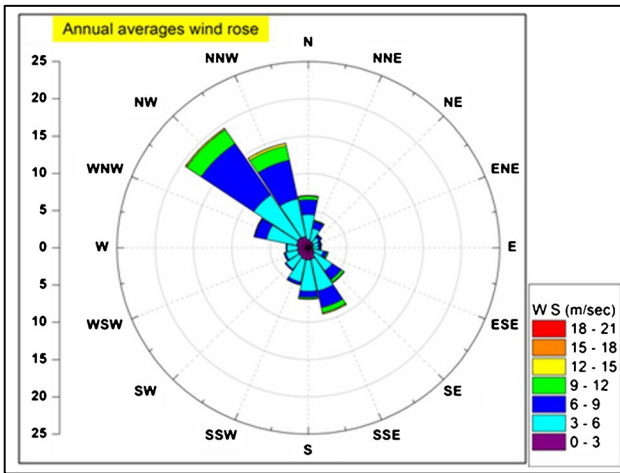 Annual averages wind rose
25
20
15
10
5
0
5
10
15
20
25
N
NNE
NE
ENE
E
ESE
SE
SSE
S
SSW
SW
WSW
W
WNW
NW
NNW
W S (m/sec)
18 - 21
15 - 18
12 - 15
9 - 12
6 - 9
3 - 6
0 - 3